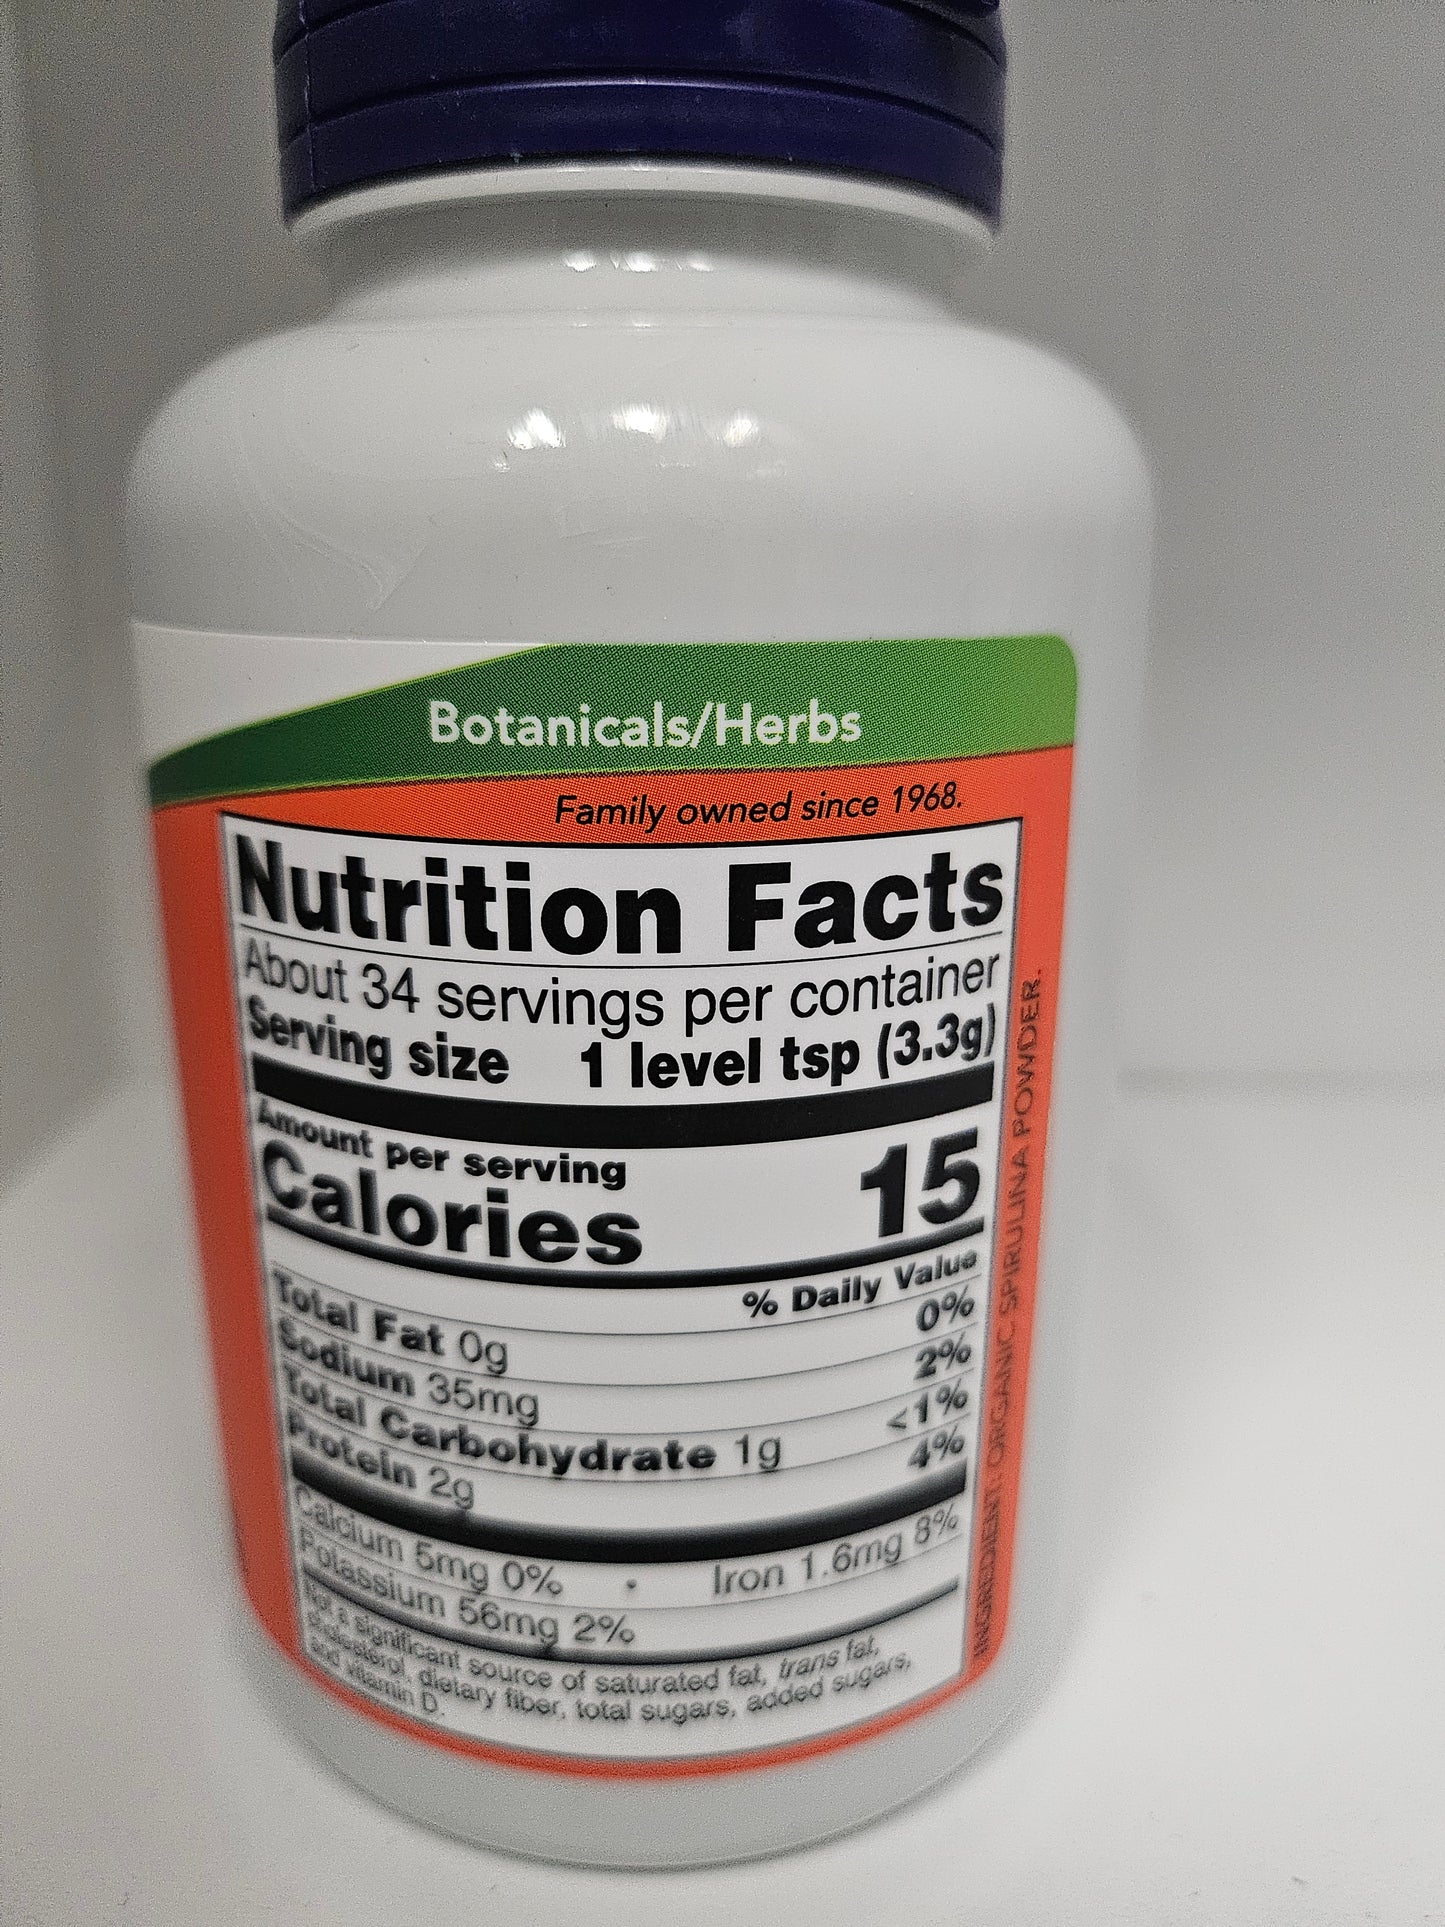 Botanicals/Herbs
Family owned since 1968.
Nutrition Facts
About 34 servings per container
Serving size 1 level tsp (3.3g)
Amount per serving
Calories 15
% Daily Value
Total Fat 0g 0%
Sodium 35mg 2%
Total Carbohydrate 1g <1%
Protein 2g 4%
Calcium 5mg 0% • Iron 1.6mg 8%
Potassium 56mg 2%
Not a significant source of saturated fat, trans fat,
cholesterol, dietary fiber, total sugars, added sugars,
and vitamin D.
INGREDIENT: ORGANIC SPIRULINA POWDER.